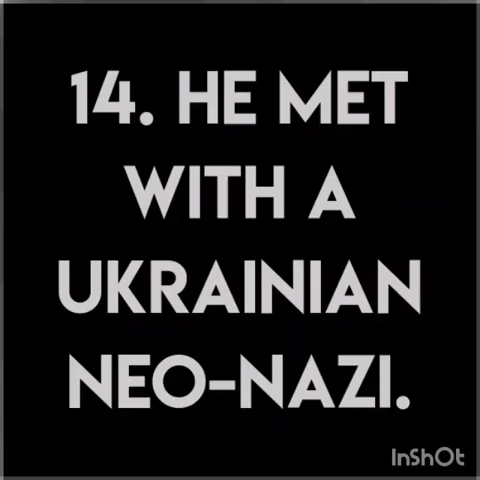 14. HE MET
WITH A
UKRAINIAN
NEO-NAZI.
InShOt